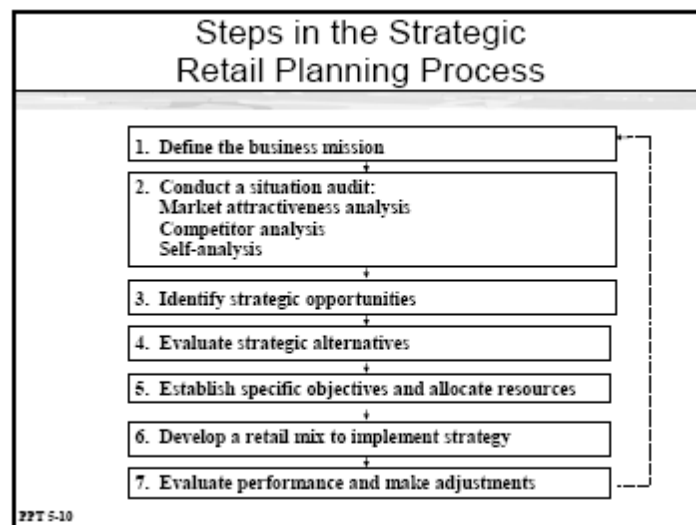 Steps in the Strategic
Retail Planning Process
1. Define the business mission
2. Conduct a situation audit:
Market attractiveness analysis
Competitor analysis
Self-analysis
3. Identify strategic opportunities
4. Evaluate strategic alternatives
5. Establish specific objectives and allocate resources
6. Develop a retail mix to implement strategy
7. Evaluate performance and make adjustments
PPT 5-10